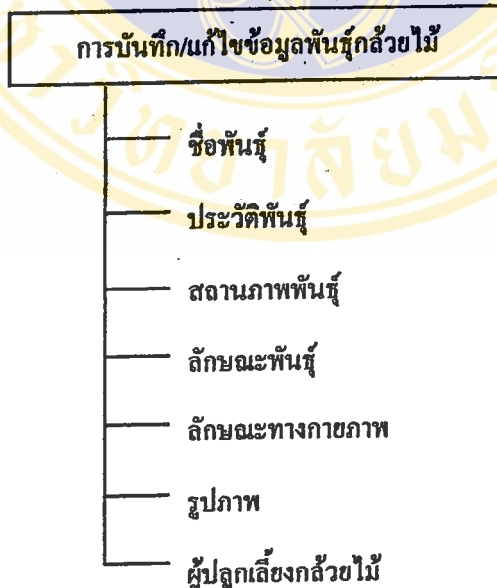 การบันทึก/แก้ไขข้อมูลพันธุ์กล้วยไม้
ชื่อพันธุ์
ประวัติพันธุ์
สถานภาพพันธุ์
ลักษณะพันธุ์
ลักษณะทางกายภาพ
รูปภาพ
ผู้ปลูกเลี้ยงกล้วยไม้